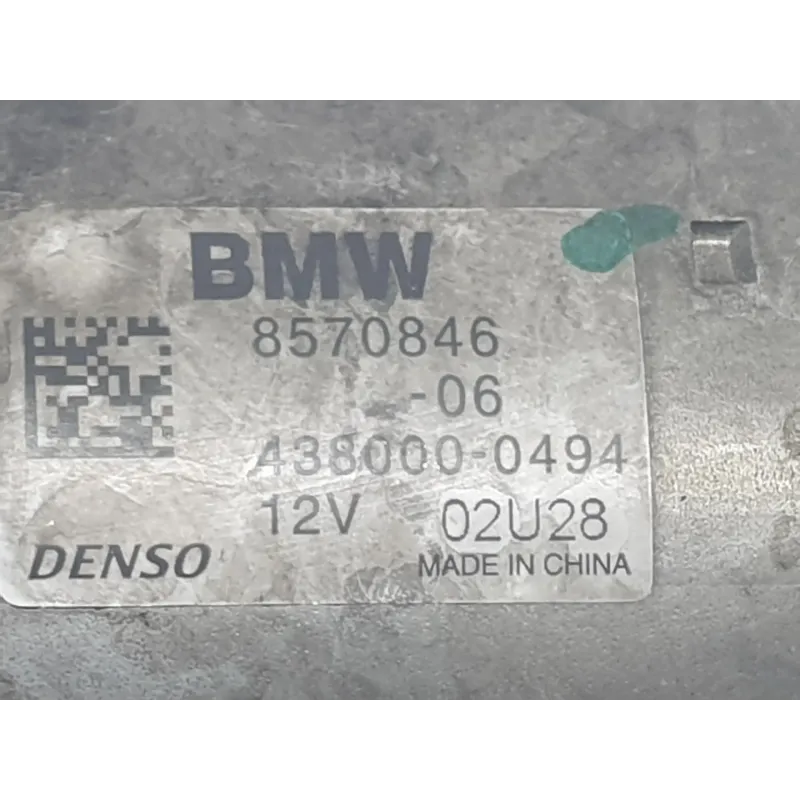 BMW
8570846
-06
438000-0494
12V 02U28
DENSO MADE IN CHINA